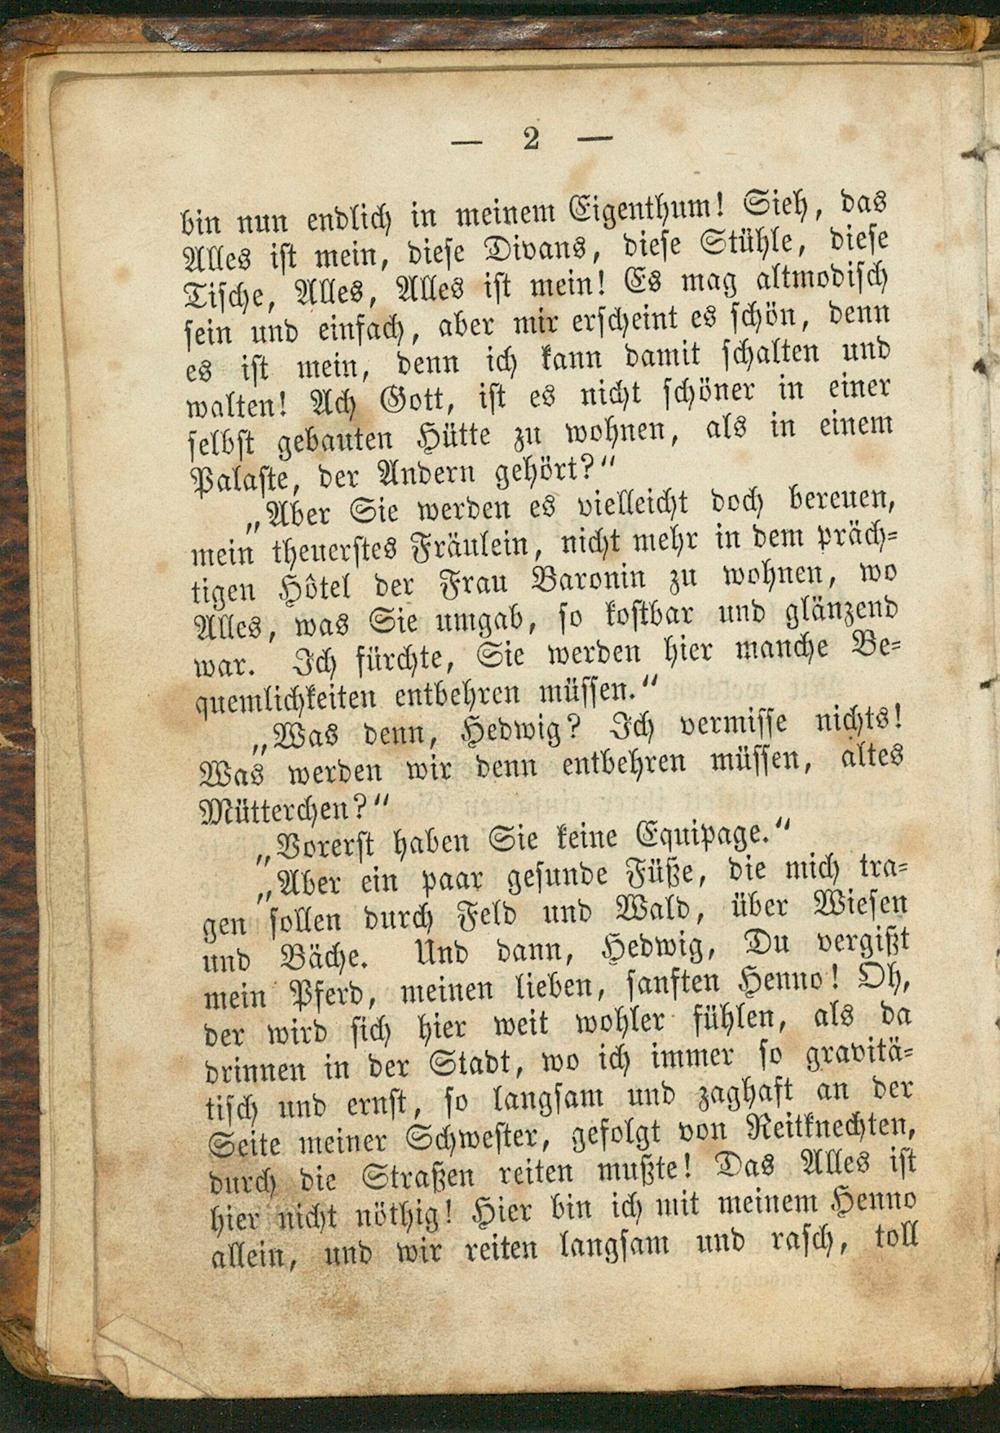 — 2 —
bin nun endlich in meinem Eigenthum! Sieh, das
Alles ist mein, diese Divans, diese Stühle, diese
Tische, Alles, Alles ist mein! Es mag altmodisch
sein und einfach, aber mir erscheint es schön, denn
es ist mein, denn ich kann damit schalten und
walten! Ach Gott, ist es nicht schöner in einer
selbst gebauten Hütte zu wohnen, als in einem
Palaste, der Andern gehört?“
„Aber Sie werden es vielleicht doch bereuen,
mein theuerstes Fräulein, nicht mehr in dem präch-
tigen Hôtel der Frau Baronin zu wohnen, wo
Alles, was Sie umgab, so kostbar und glänzend
war. Ich fürchte, Sie werden hier manche Be-
quemlichkeiten entbehren müssen.“
„Was denn, Hedwig? Ich vermisse nichts!
Was werden wir denn entbehren müssen, altes
Mütterchen?“
„Vorerst haben Sie keine Equipage.“
„Aber ein paar gesunde Füße, die mich tra-
gen sollen durch Feld und Wald, über Wiesen
und Bäche. Und dann, Hedwig, Du vergißt
mein Pferd, meinen lieben, sanften Henno! Oh,
der wird sich hier weit wohler fühlen, als da
drinnen in der Stadt, wo ich immer so gravitä-
tisch und ernst, so langsam und zaghaft an der
Seite meiner Schwester, gefolgt von Reitknechten,
durch die Straßen reiten mußte! Das Alles ist
hier nicht nöthig! Hier bin ich mit meinem Henno
allein, und wir reiten langsam und rasch, toll